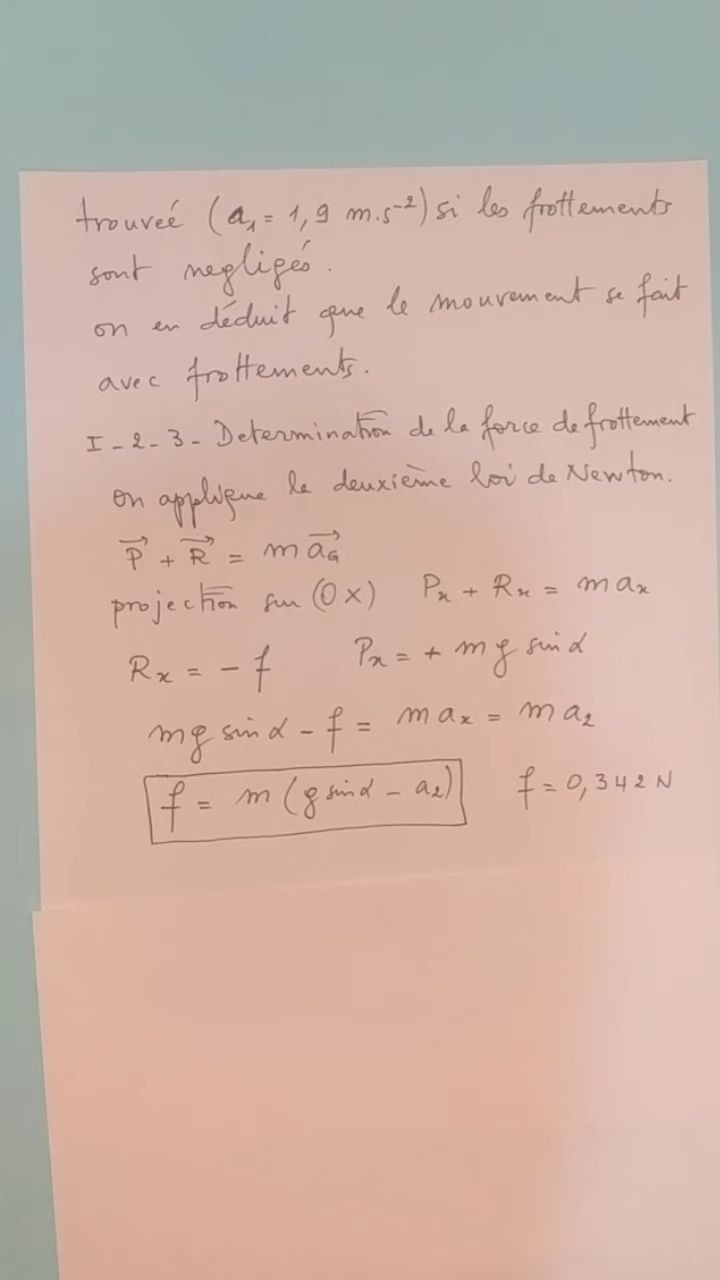 trouveé (a₁ = 1,9 m.s⁻²) si les frottements
sont negligés.
on en déduit que le mouvement se fait
avec frottements.
I - 2 - 3 - Determination de la force de frottement
on applique la deuxième loi de Newton.
P⃗ + R⃗ = m a⃗G
projection sur (Ox) Pₓ + Rₓ = m aₓ
Rₓ = - f Pₓ = + m g sin α
mg sin α - f = m aₓ = m a₂
f = m (g sin α - a₂) f = 0,342 N